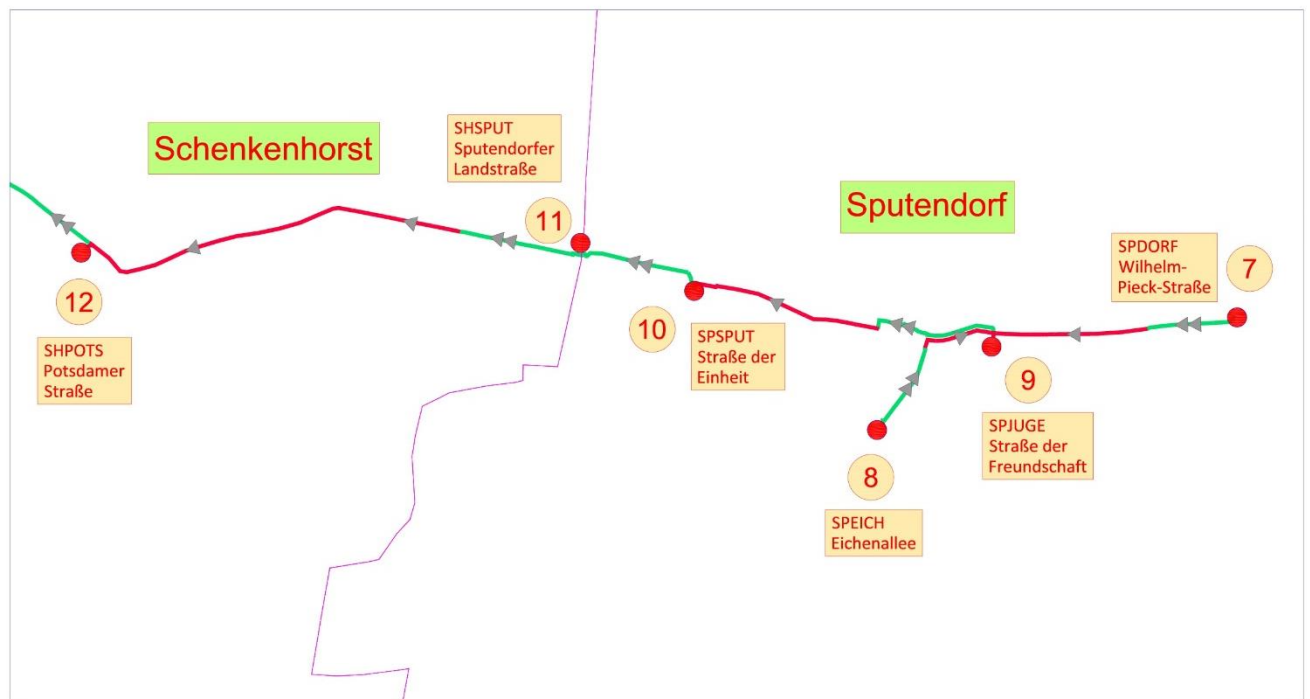 SHSPUT
Sputendorfer
Landstraße
Schenkenhorst
11
Sputendorf
SPDORF
Wilhelm-
Pieck-Straße
7
12
SHPOTS
Potsdamer
Straße
10
SPSPUT
Straße der
Einheit
9
SPJUGE
Straße der
Freundschaft
8
SPEICH
Eichenallee